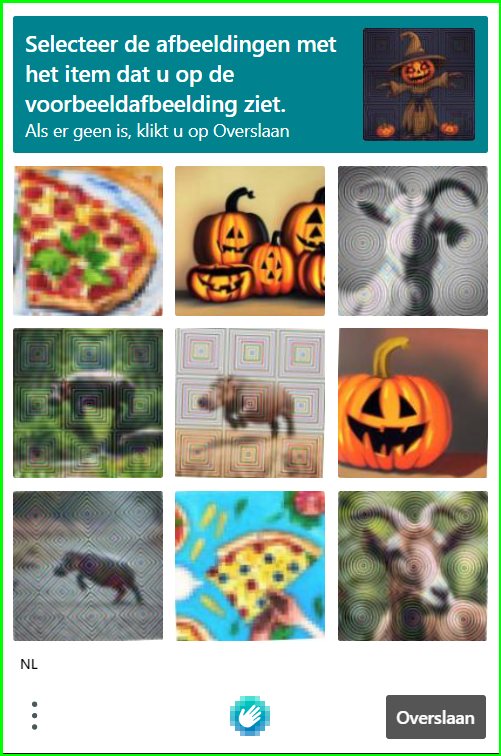 Selecteer de afbeeldingen met
het item dat u op de
voorbeeldafbeelding ziet.
Als er geen is, klikt u op Overslaan
NL
Overslaan